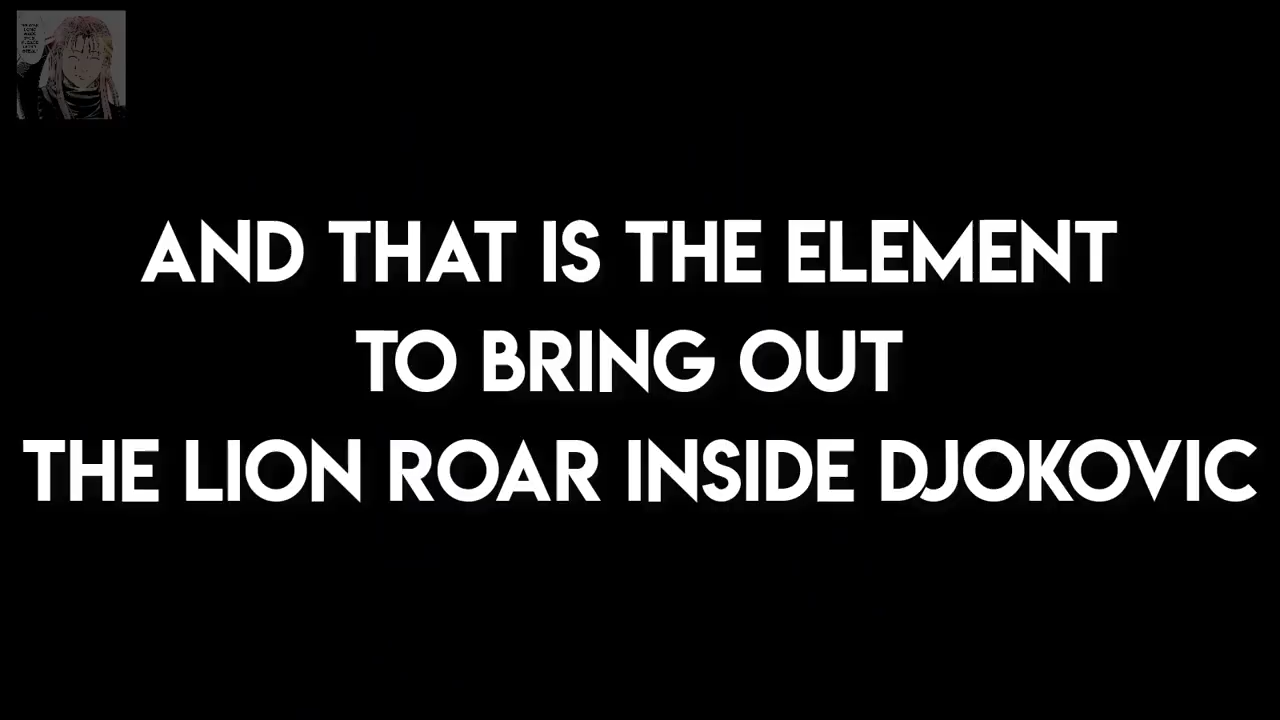 AND THAT IS THE ELEMENT
TO BRING OUT
THE LION ROAR INSIDE DJOKOVIC